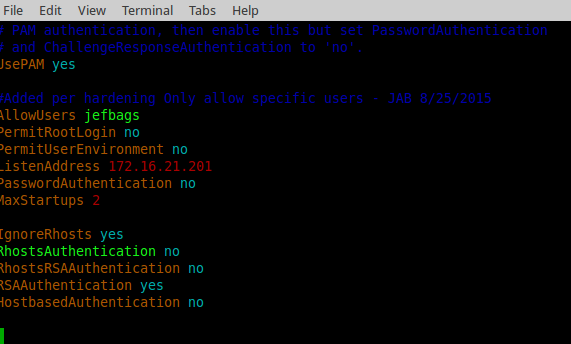 File Edit View Terminal Tabs Help
# PAM authentication, then enable this but set PasswordAuthentication
# and ChallengeResponseAuthentication to 'no'.
UsePAM yes
#Added per hardening Only allow specific users - JAB 8/25/2015
AllowUsers jefbags
PermitRootLogin no
PermitUserEnvironment no
ListenAddress 172.16.21.201
PasswordAuthentication no
MaxStartups 2
IgnoreRhosts yes
RhostsAuthentication no
RhostsRSAAuthentication no
RSAAuthentication yes
HostbasedAuthentication no